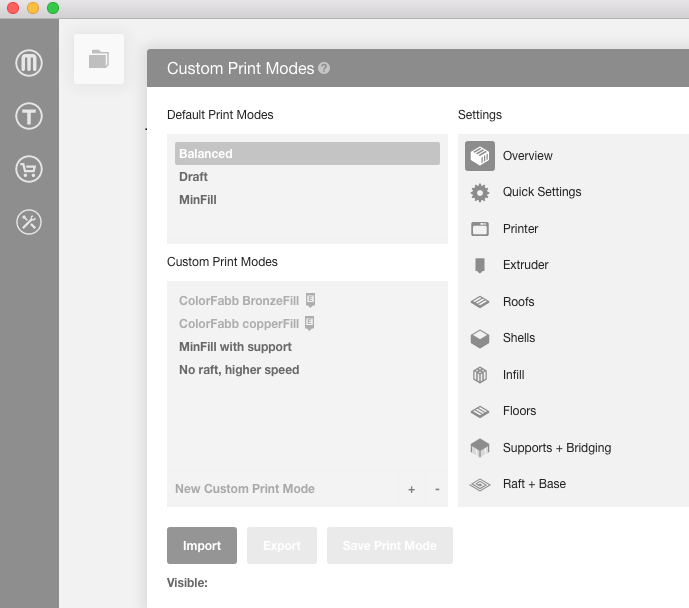 Custom Print Modes ?
Default Print Modes
Balanced
Draft
MinFill
Custom Print Modes
ColorFabb BronzeFill E
ColorFabb copperFill E
MinFill with support
No raft, higher speed
New Custom Print Mode + -
Import Export Save Print Mode
Visible:
Settings
Overview
Quick Settings
Printer
Extruder
Roofs
Shells
Infill
Floors
Supports + Bridging
Raft + Base
M
T